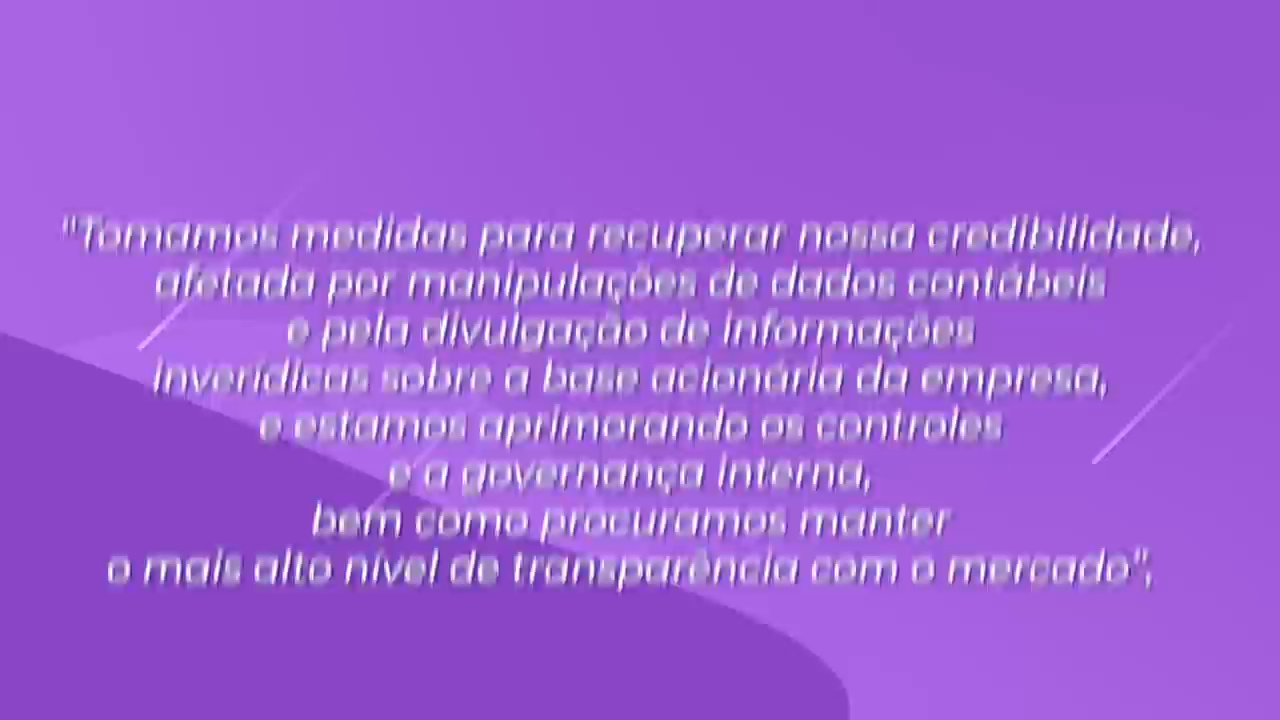 "Tomamos medidas para recuperar nossa credibilidade,
afetada por manipulações de dados contábeis
e pela divulgação de informações
inverídicas sobre a base acionária da empresa,
e estamos aprimorando os controles
e a governança interna,
bem como procuramos manter
o mais alto nível de transparência com o mercado",